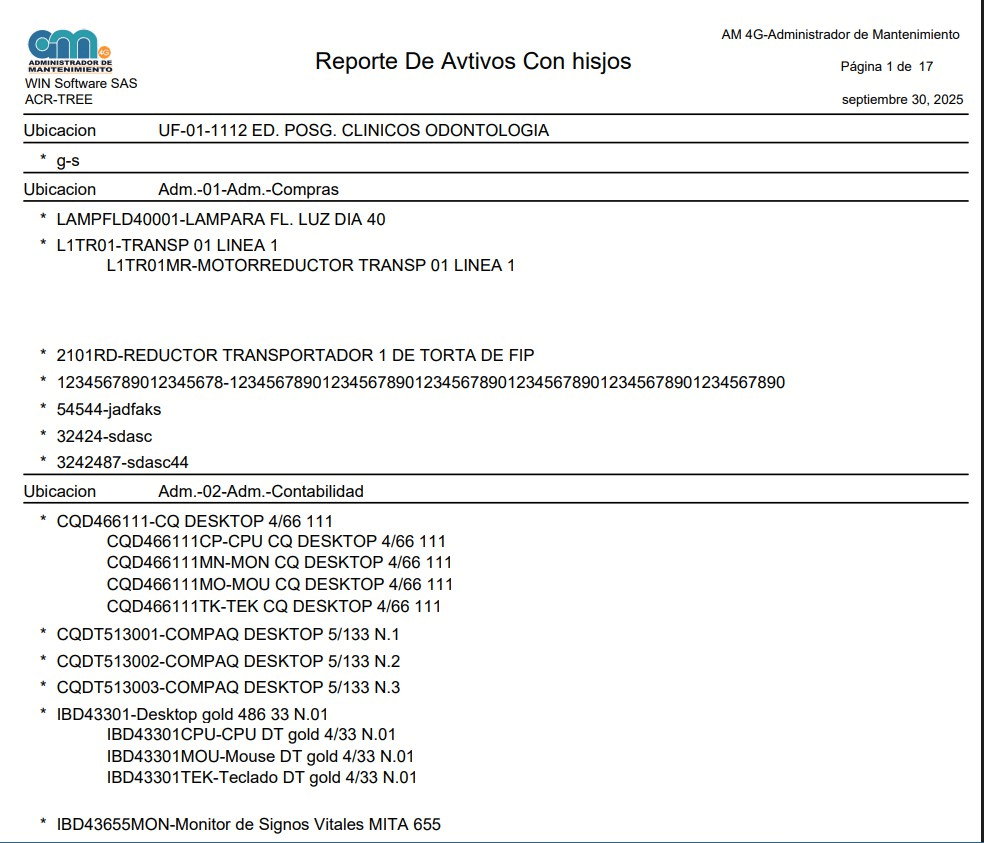 am 4G
ADMINISTRADOR DE
MANTENIMIENTO
WIN Software SAS
ACR-TREE
Reporte De Avtivos Con hisjos
AM 4G-Administrador de Mantenimiento
Página 1 de 17
septiembre 30, 2025
Ubicacion UF-01-1112 ED. POSG. CLINICOS ODONTOLOGIA
* g-s
Ubicacion Adm.-01-Adm.-Compras
* LAMPFLD40001-LAMPARA FL. LUZ DIA 40
* L1TR01-TRANSP 01 LINEA 1
L1TR01MR-MOTORREDUCTOR TRANSP 01 LINEA 1
* 2101RD-REDUCTOR TRANSPORTADOR 1 DE TORTA DE FIP
* 123456789012345678-12345678901234567890123456789012345678901234567890
* 54544-jadfaks
* 32424-sdasc
* 3242487-sdasc44
Ubicacion Adm.-02-Adm.-Contabilidad
* CQD466111-CQ DESKTOP 4/66 111
CQD466111CP-CPU CQ DESKTOP 4/66 111
CQD466111MN-MON CQ DESKTOP 4/66 111
CQD466111MO-MOU CQ DESKTOP 4/66 111
CQD466111TK-TEK CQ DESKTOP 4/66 111
* CQDT513001-COMPAQ DESKTOP 5/133 N.1
* CQDT513002-COMPAQ DESKTOP 5/133 N.2
* CQDT513003-COMPAQ DESKTOP 5/133 N.3
* IBD43301-Desktop gold 486 33 N.01
IBD43301CPU-CPU DT gold 4/33 N.01
IBD43301MOU-Mouse DT gold 4/33 N.01
IBD43301TEK-Teclado DT gold 4/33 N.01
* IBD43655MON-Monitor de Signos Vitales MITA 655